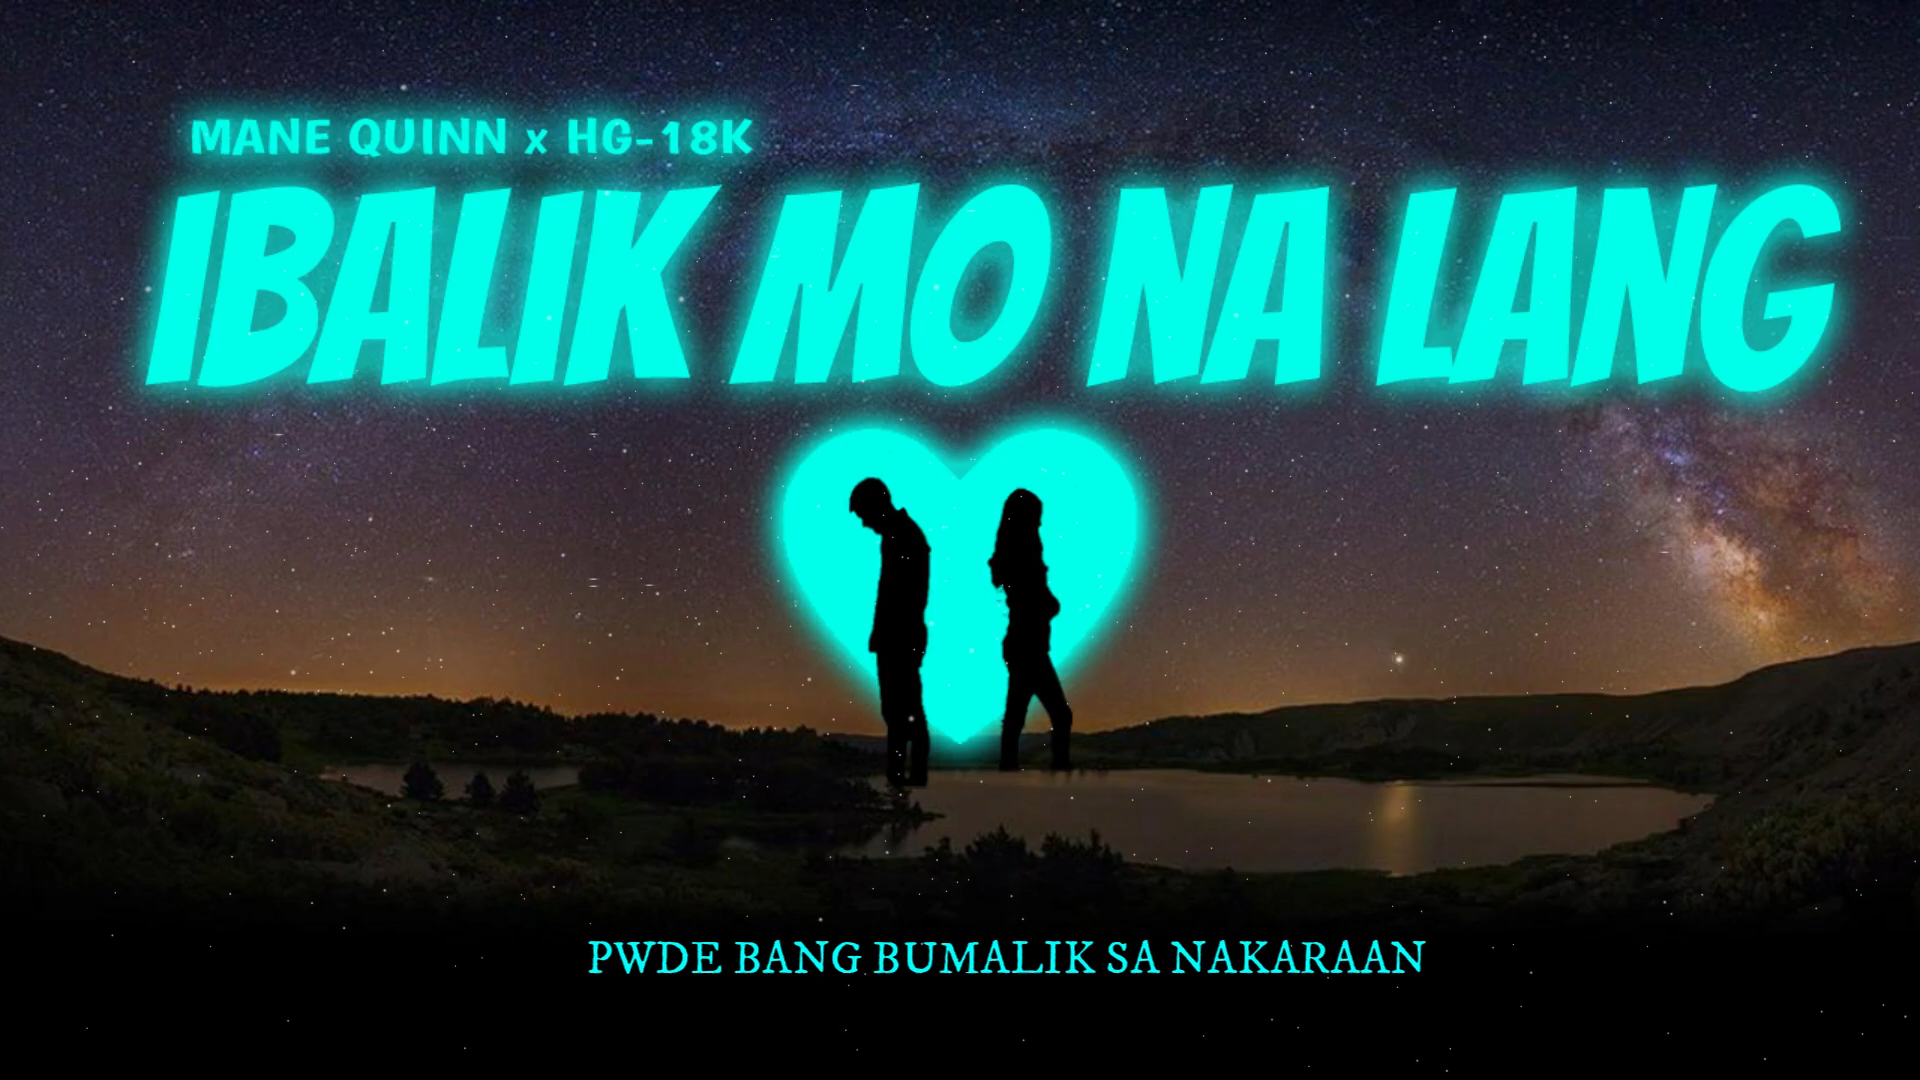 MANE QUINN x HG-18K
IBALIK MO NA LANG
PWDE BANG BUMALIK SA NAKARAAN